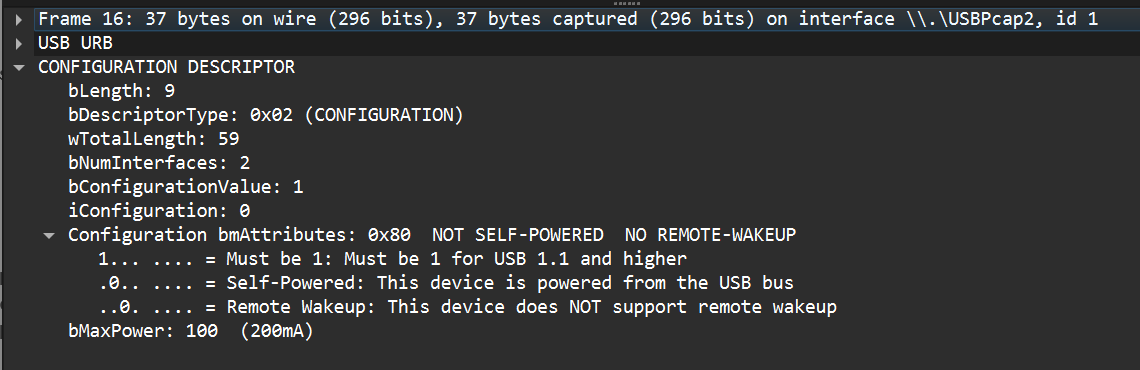 Frame 16: 37 bytes on wire (296 bits), 37 bytes captured (296 bits) on interface \\.\USBPcap2, id 1
USB URB
CONFIGURATION DESCRIPTOR
bLength: 9
bDescriptorType: 0x02 (CONFIGURATION)
wTotalLength: 59
bNumInterfaces: 2
bConfigurationValue: 1
iConfiguration: 0
Configuration bmAttributes: 0x80  NOT SELF-POWERED  NO REMOTE-WAKEUP
1... .... = Must be 1: Must be 1 for USB 1.1 and higher
.0.. .... = Self-Powered: This device is powered from the USB bus
..0. .... = Remote Wakeup: This device does NOT support remote wakeup
bMaxPower: 100  (200mA)